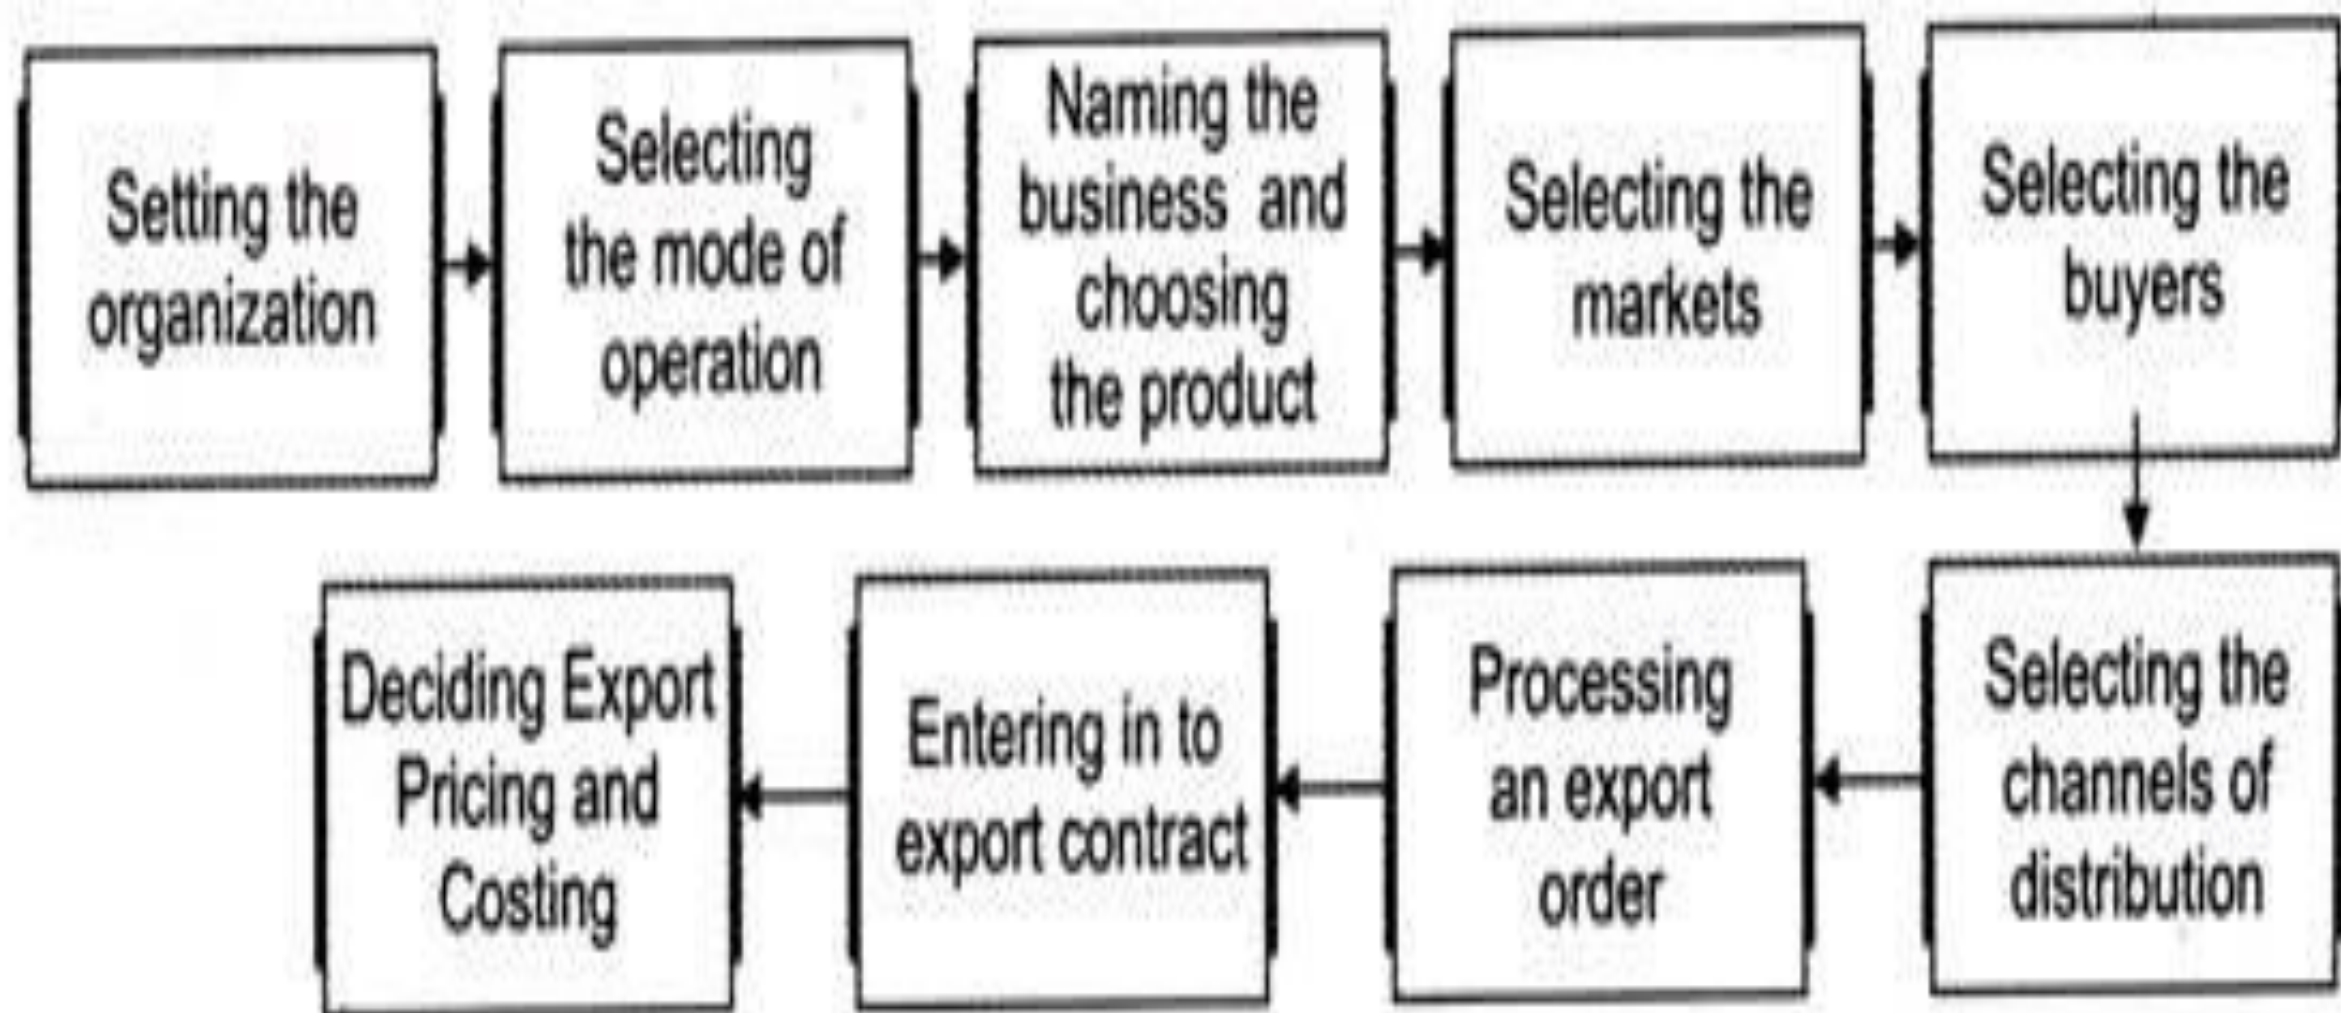 Setting the
organization
Selecting
the mode of
operation
Naming the
business and
choosing
the product
Selecting the
markets
Selecting the
buyers
Selecting the
channels of
distribution
Processing
an export
order
Entering in to
export contract
Deciding Export
Pricing and
Costing